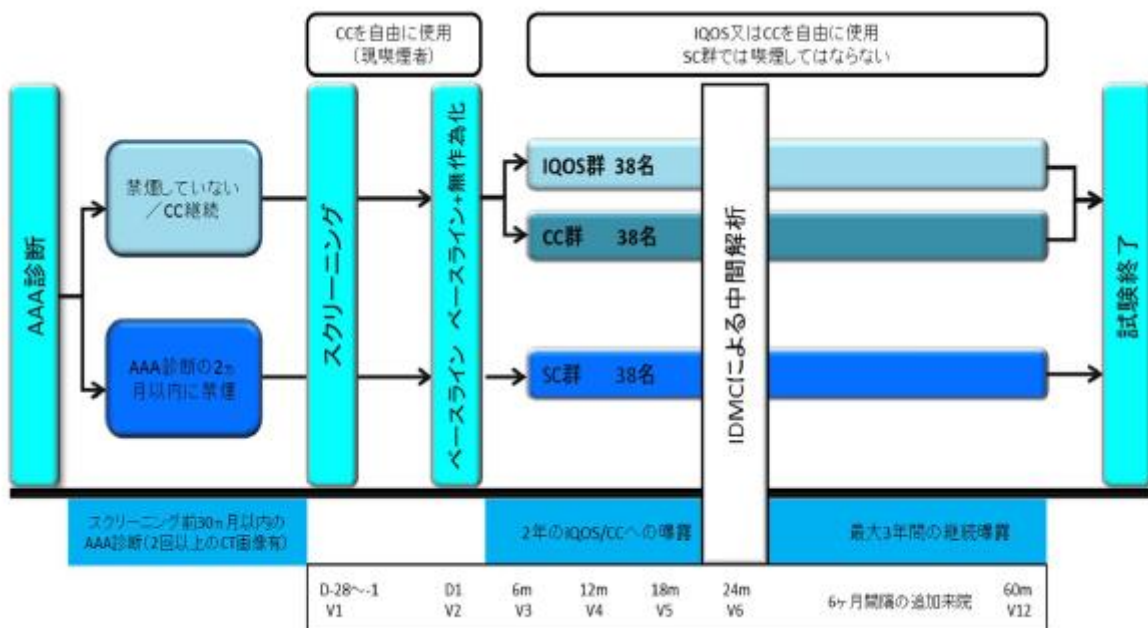 CCを自由に使用
(現喫煙者)
IQOS又はCCを自由に使用
SC群では喫煙してはならない
AAA診断
禁煙していない
/CC継続
AAA診断の2ヵ
月以内に禁煙
スクリーニング
ベースライン ベースライン+無作為化
IQOS群 38名
CC群 38名
SC群 38名
IDMCによる中間解析
試験終了
スクリーニング前30ヵ月以内の
AAA診断(2回以上のCT画像有)
2年のIQOS/CCへの曝露
最大3年間の継続曝露
D-28~-1
V1
D1
V2
6m
V3
12m
V4
18m
V5
24m
V6
6ヶ月間隔の追加来院
60m
V12